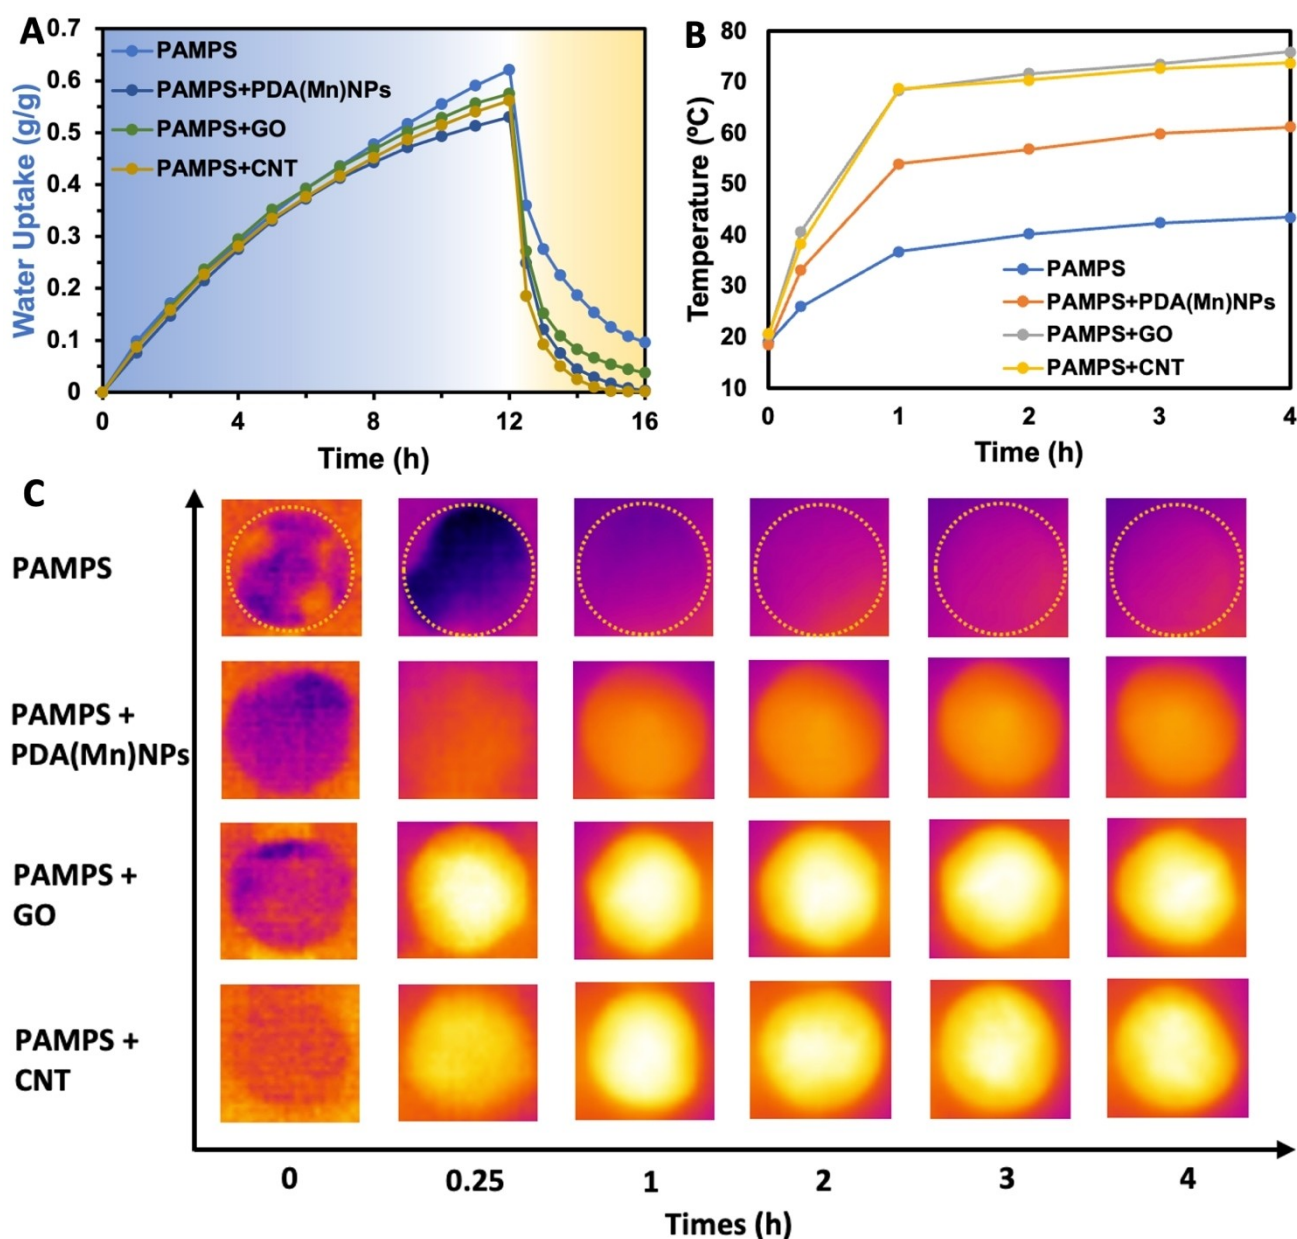 A
Water Uptake (g/g)
0.7
0.6
0.5
0.4
0.3
0.2
0.1
0
PAMPS
PAMPS+PDA(Mn)NPs
PAMPS+GO
PAMPS+CNT
0 4 8 12 16
Time (h)
B
Temperature (ºC)
80
70
60
50
40
30
20
10
PAMPS
PAMPS+PDA(Mn)NPs
PAMPS+GO
PAMPS+CNT
0 1 2 3 4
Time (h)
C
PAMPS
PAMPS +
PDA(Mn)NPs
PAMPS +
GO
PAMPS +
CNT
0 0.25 1 2 3 4
Times (h)